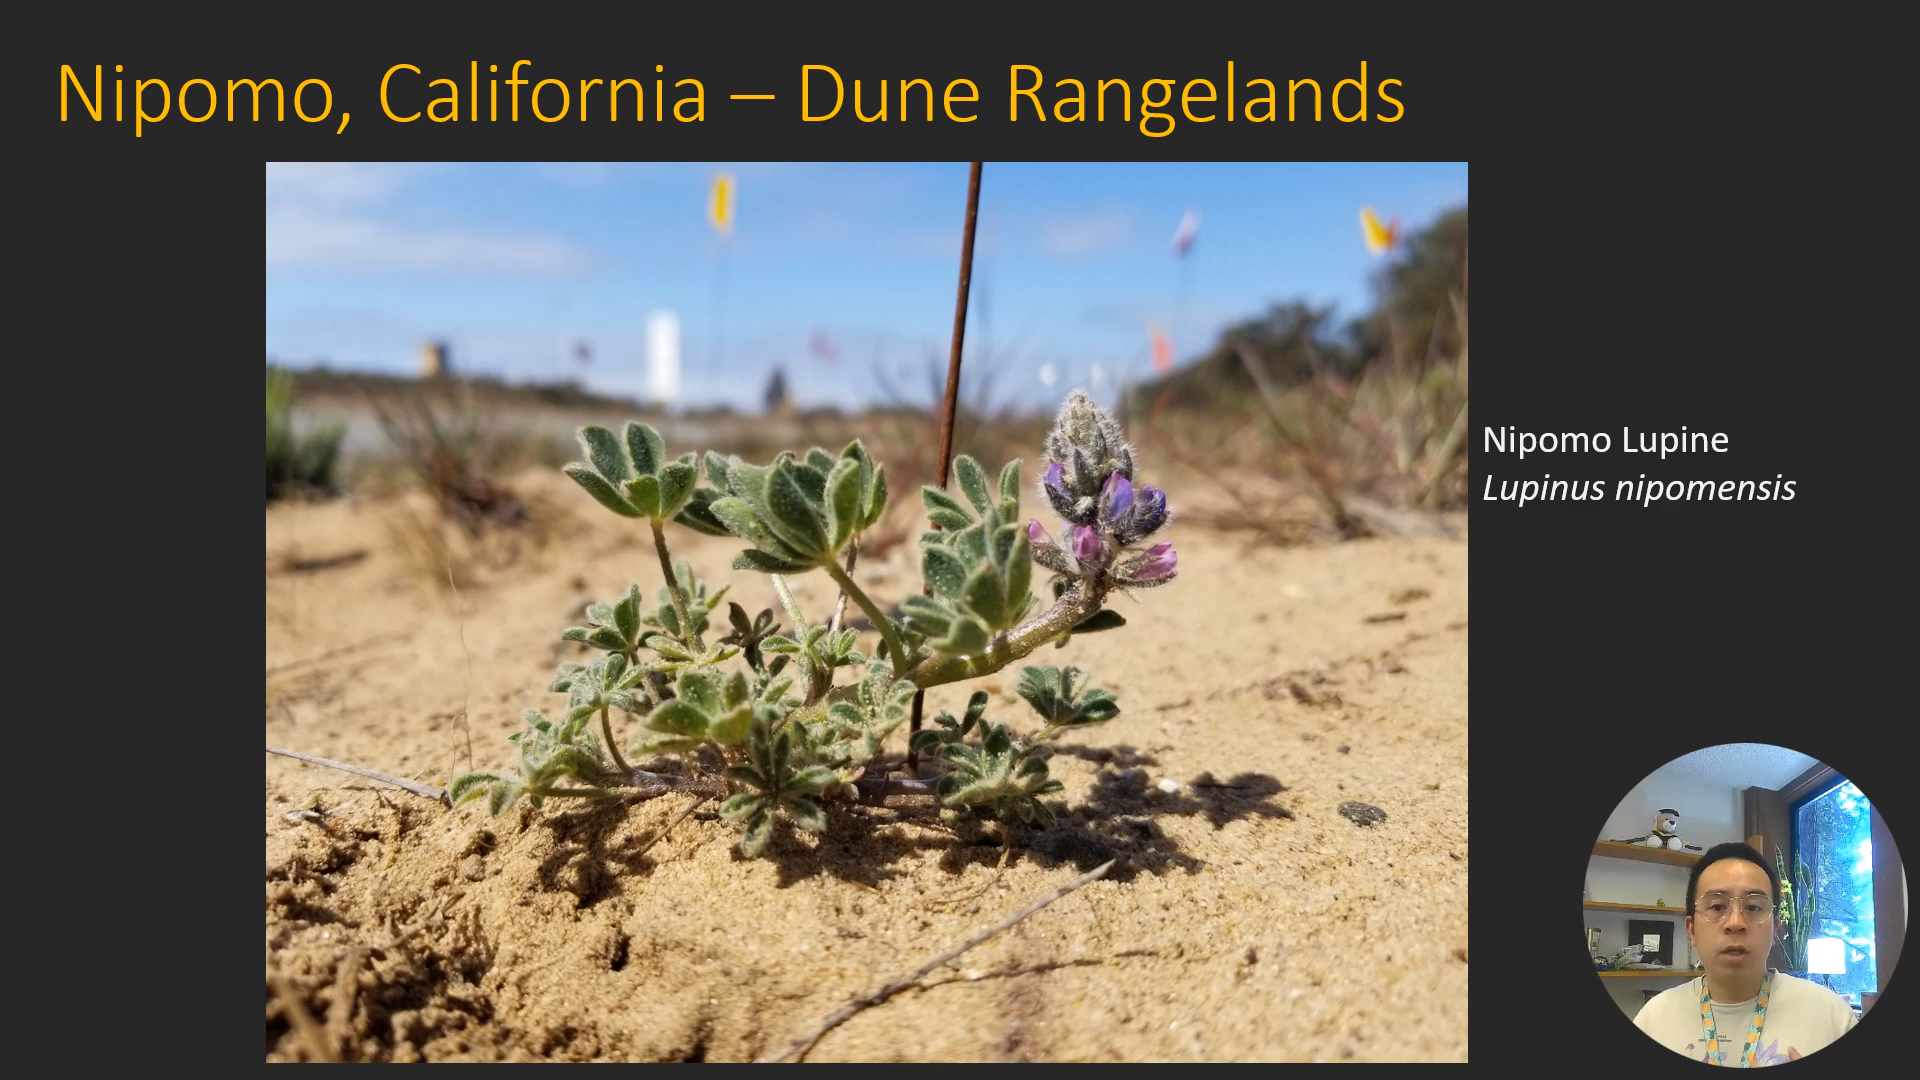 Nipomo, California – Dune Rangelands
Nipomo Lupine
Lupinus nipomensis